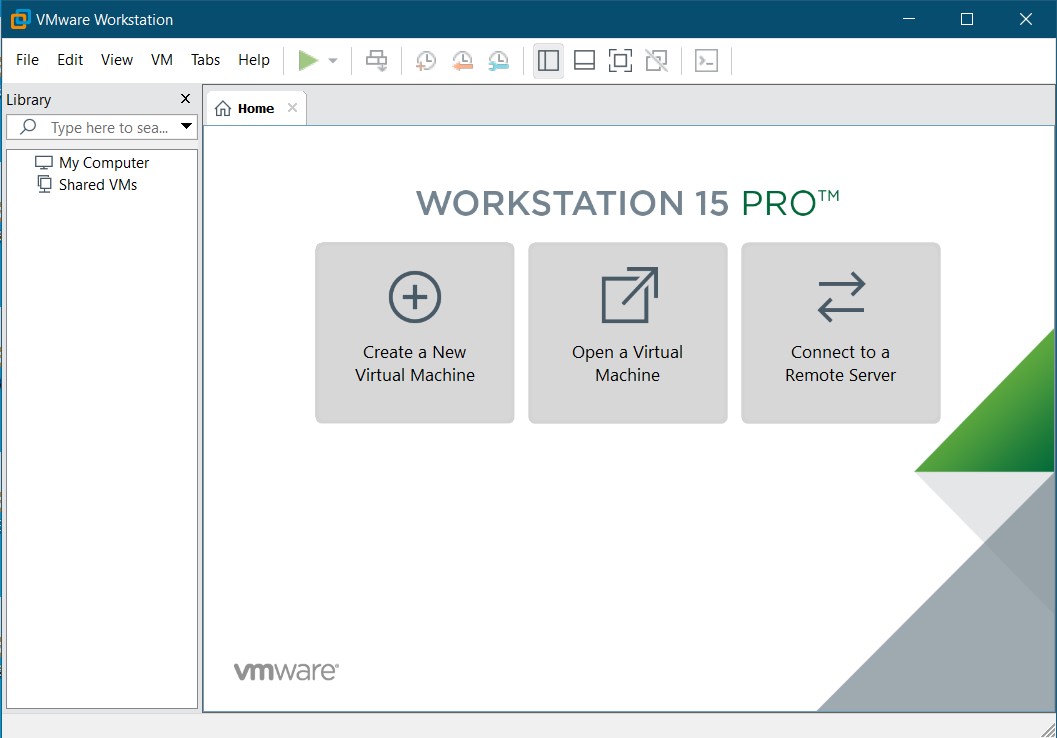 VMware Workstation
File Edit View VM Tabs Help
Library
Type here to sea...
My Computer
Shared VMs
Home
WORKSTATION 15 PRO™
Create a New
Virtual Machine
Open a Virtual
Machine
Connect to a
Remote Server
vmware®